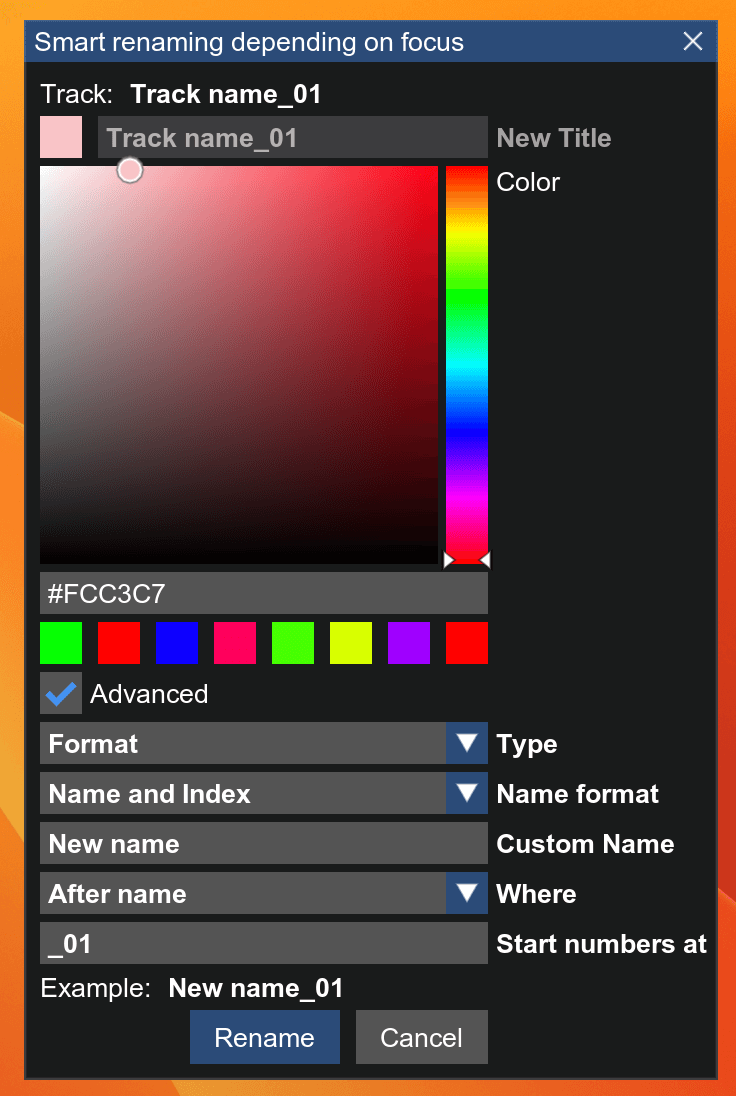 Smart renaming depending on focus
Track: Track name_01
Track name_01 New Title
Color
#FCC3C7
Advanced
Format Type
Name and Index Name format
New name Custom Name
After name Where
_01 Start numbers at
Example: New name_01
Rename Cancel